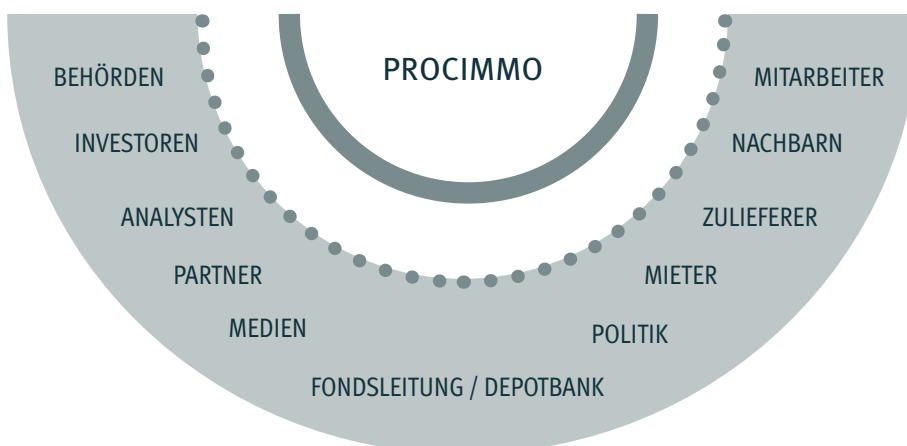 PROCIMMO
BEHÖRDEN
MITARBEITER
INVESTOREN
NACHBARN
ANALYSTEN
ZULIEFERER
PARTNER
MIETER
MEDIEN
POLITIK
FONDSLEITUNG / DEPOTBANK